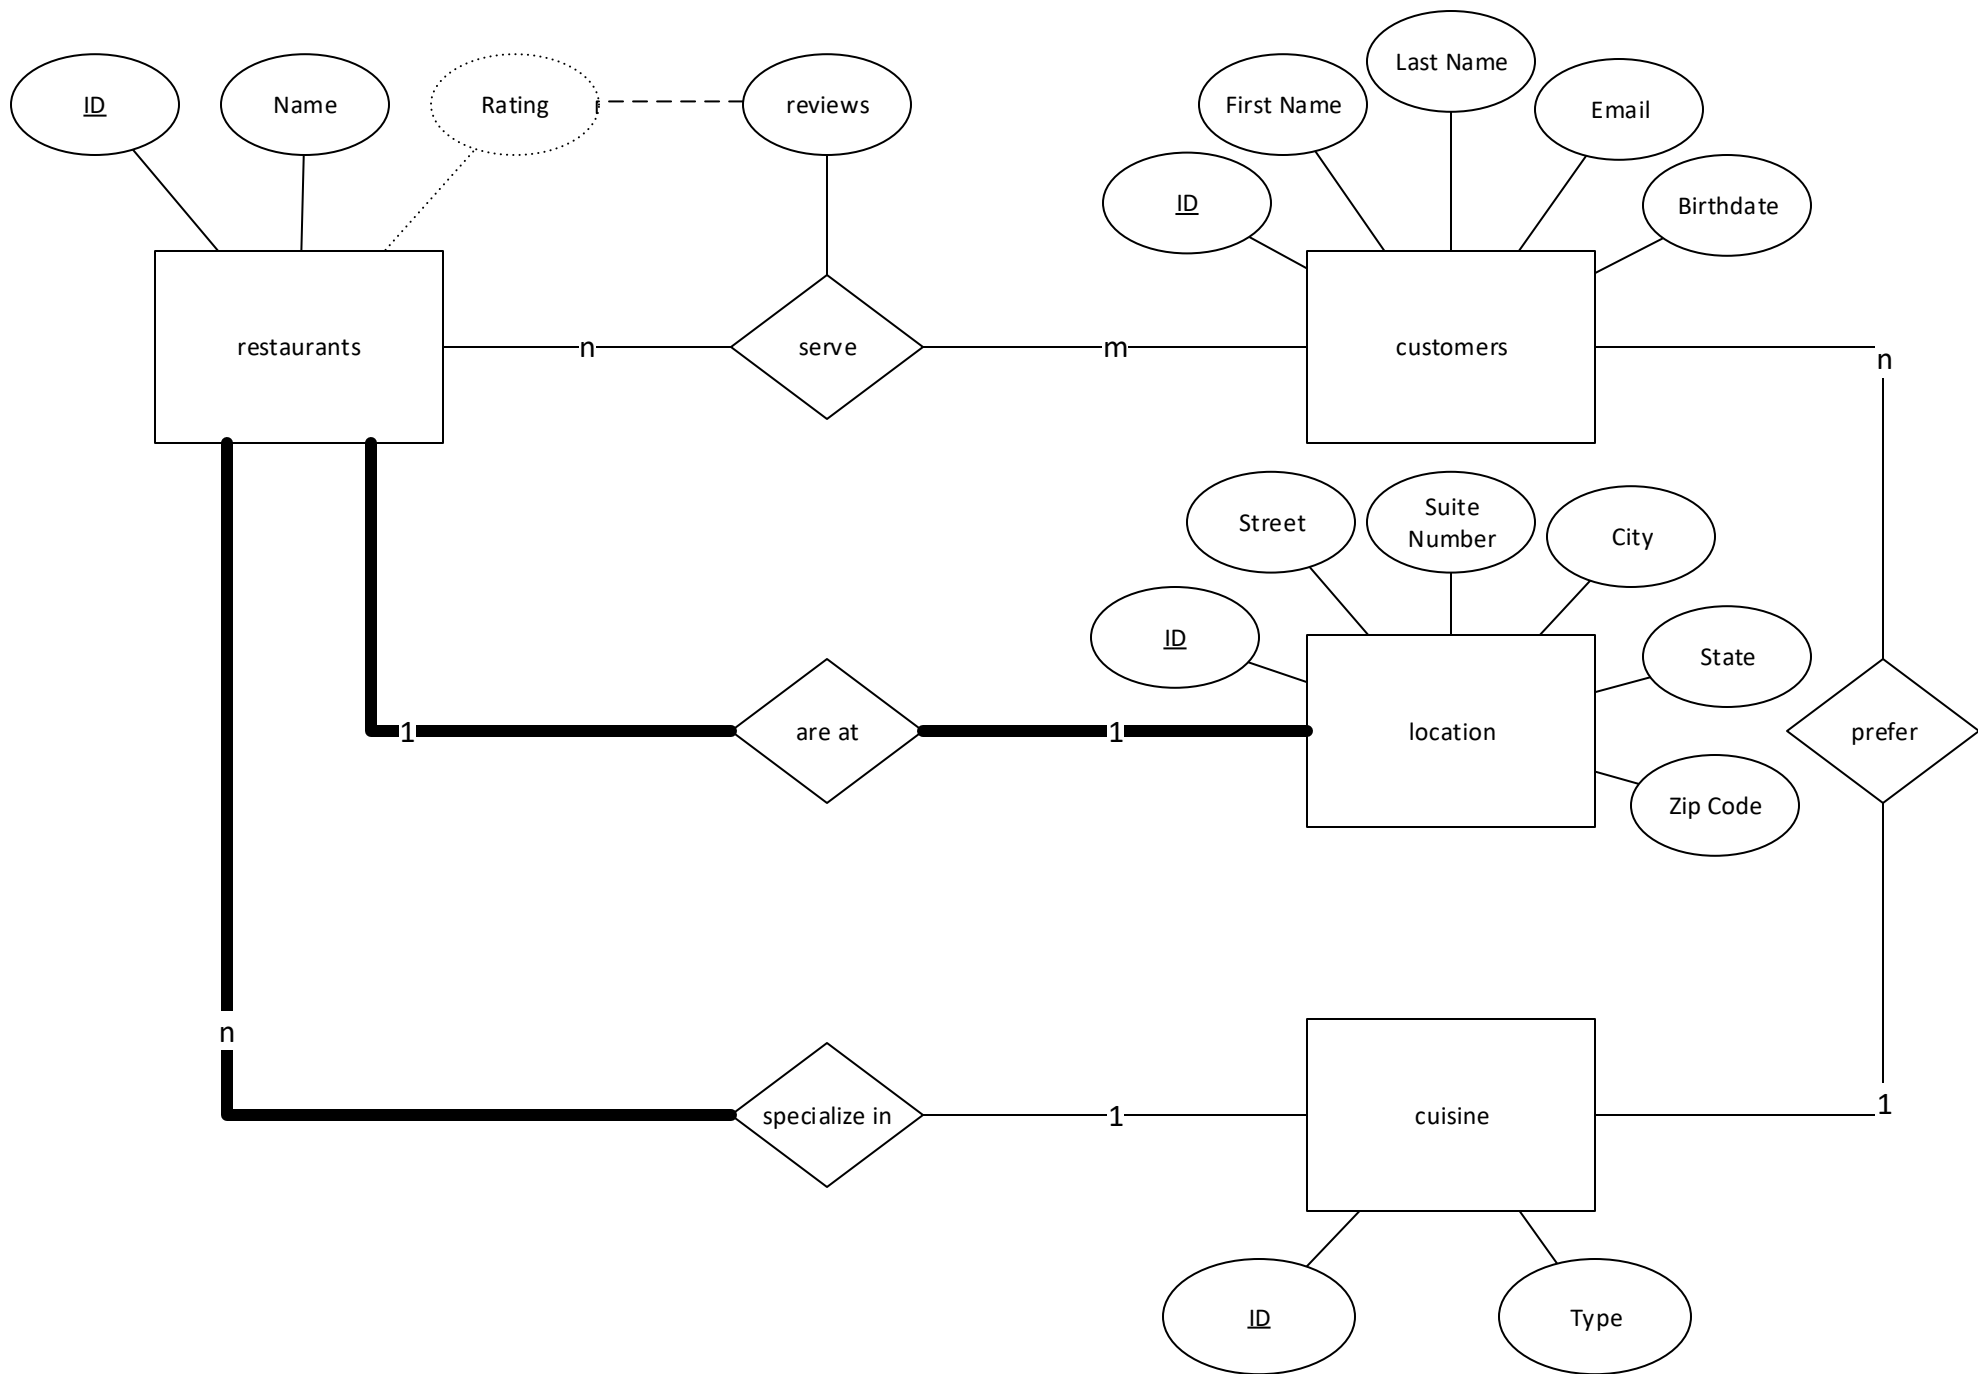 Last Name
ID
Name
Rating
reviews
First Name
Email
ID
Birthdate
restaurants
n
serve
m
customers
n
Street
Suite
Number
City
ID
State
1
are at
1
location
prefer
Zip Code
n
specialize in
1
cuisine
1
ID
Type